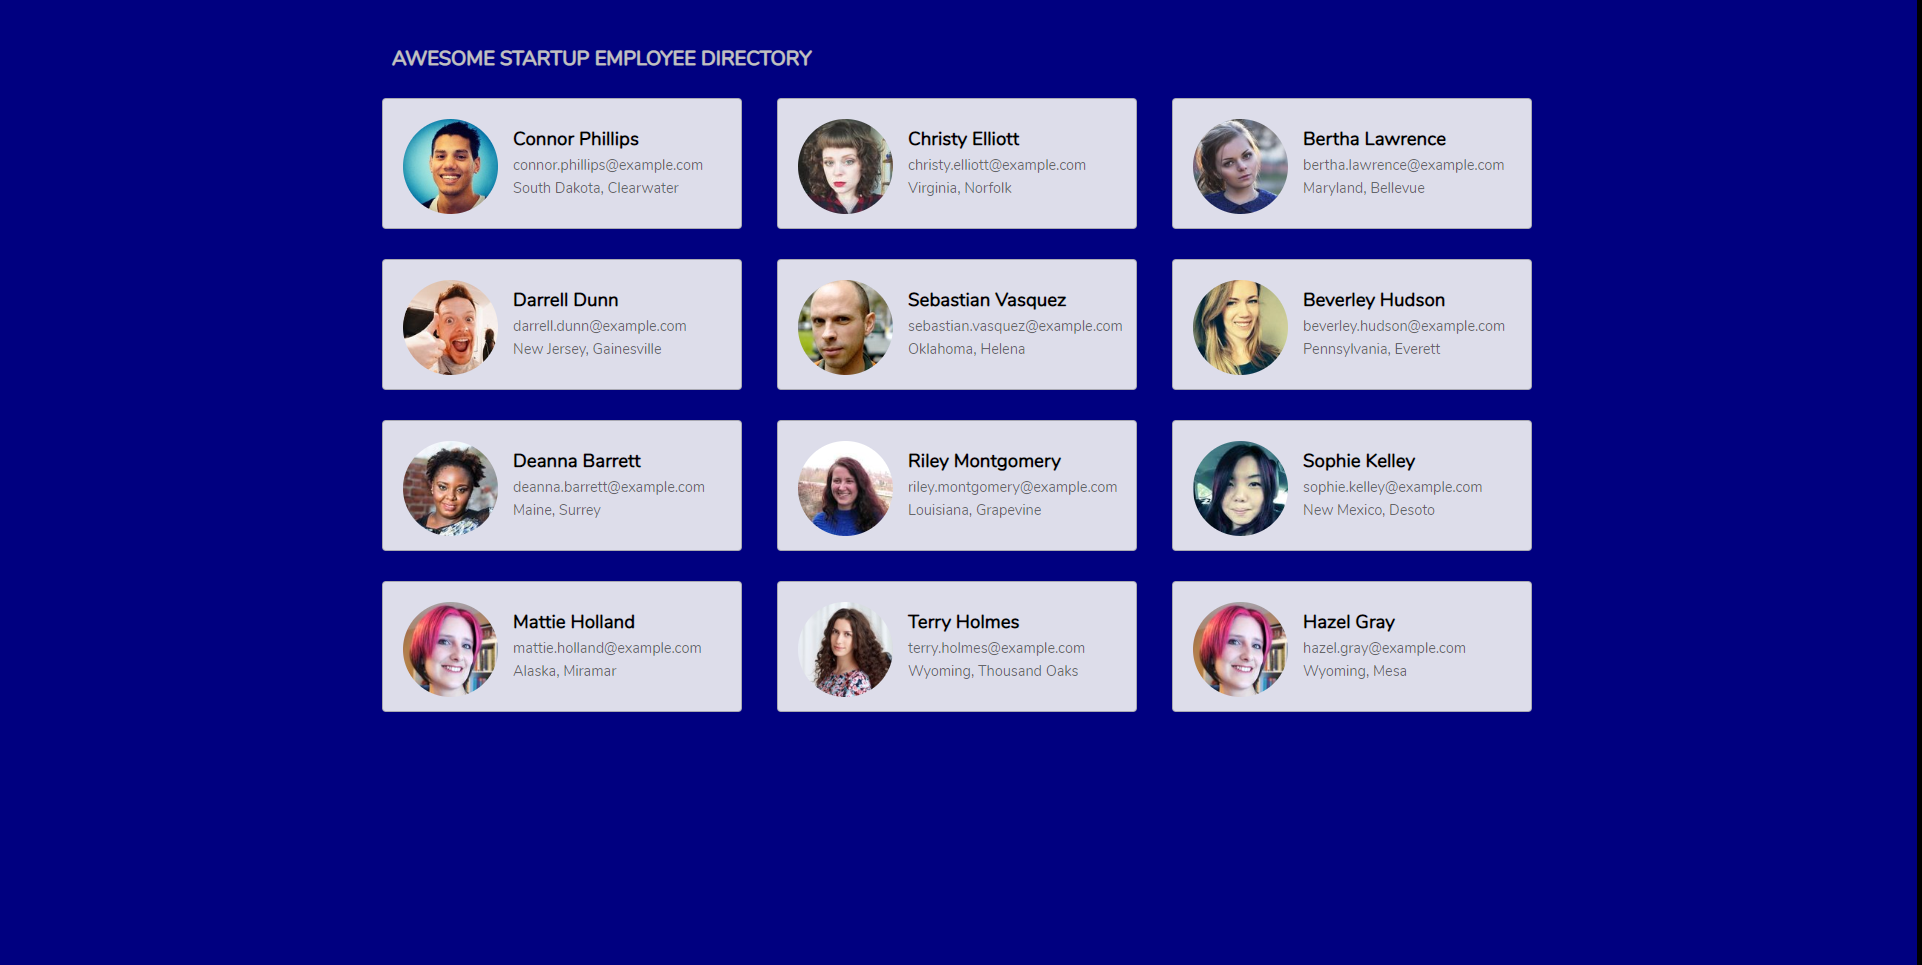 AWESOME STARTUP EMPLOYEE DIRECTORY
Connor Phillips
connor.phillips@example.com
South Dakota, Clearwater
Christy Elliott
christy.elliott@example.com
Virginia, Norfolk
Bertha Lawrence
bertha.lawrence@example.com
Maryland, Bellevue
Darrell Dunn
darrell.dunn@example.com
New Jersey, Gainesville
Sebastian Vasquez
sebastian.vasquez@example.com
Oklahoma, Helena
Beverley Hudson
beverley.hudson@example.com
Pennsylvania, Everett
Deanna Barrett
deanna.barrett@example.com
Maine, Surrey
Riley Montgomery
riley.montgomery@example.com
Louisiana, Grapevine
Sophie Kelley
sophie.kelley@example.com
New Mexico, Desoto
Mattie Holland
mattie.holland@example.com
Alaska, Miramar
Terry Holmes
terry.holmes@example.com
Wyoming, Thousand Oaks
Hazel Gray
hazel.gray@example.com
Wyoming, Mesa